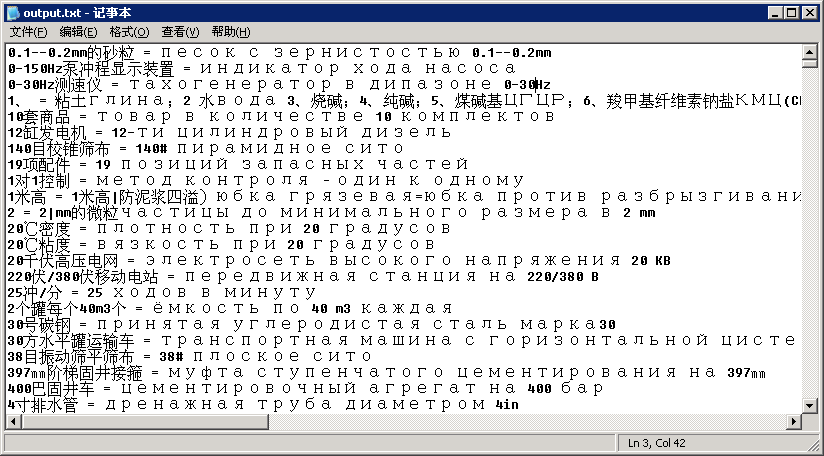 output.txt - 记事本
文件(F) 编辑(E) 格式(O) 查看(V) 帮助(H)
0.1--0.2mm的砂粒 = песок с зернистостью 0.1--0.2mm
0-150Hz泵冲程显示装置 = индикатор хода насоса
0-30Hz测速仪 = тахогенератор в дипазоне 0-30Hz
1、 = 粘土глина; 2 水вода 3、烧碱; 4、纯碱; 5、煤碱基ЦГЦР; 6、羧甲基纤维素钠盐КМЦ(C
10套商品 = товар в количестве 10 комплектов
12缸发电机 = 12-ти цилиндровый дизель
140目校锥筛布 = 140# пирамидное сито
19项配件 = 19 позиций запасных частей
1对1控制 = метод контроля -один к одному
1米高 = 1米高|防泥浆四溢) юбка грязевая=юбка против разбрызгивани
2 = 2|mm的微粒частицы до минимального размера в 2 mm
20℃密度 = плотность при 20 градусов
20℃粘度 = вязкость при 20 градусов
20千伏高压电网 = электросеть высокого напряжения 20 КВ
220伏/380伏移动电站 = передвижная станция на 220/380 В
25冲/分 = 25 ходов в минуту
2个罐每个40m3个 = ёмкость по 40 m3 каждая
30号碳钢 = принятая углеродистая сталь марка30
30方水平罐运输车 = транспортная машина с горизонтальной цисте
38目振动筛平筛布 = 38# плоское сито
397mm阶梯固井接箍 = муфта ступенчатого цементирования на 397mm
400巴固井车 = цементировочный агрегат на 400 бар
4寸排水管 = дренажная труба диаметром 4in
Ln 3, Col 42